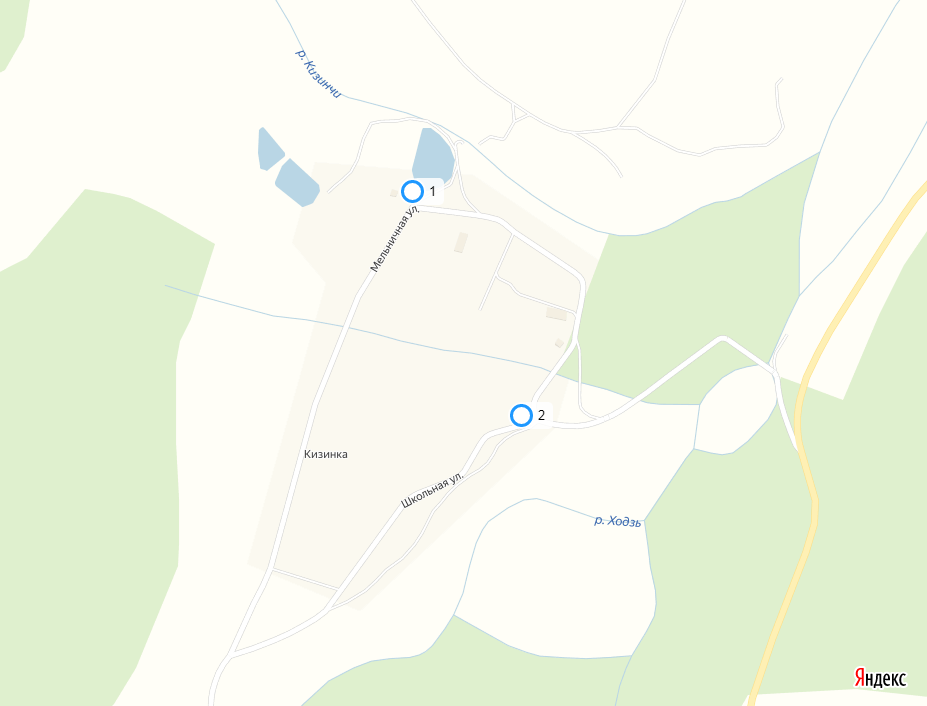 р. Кизинчи
1
Мельничная ул.
2
Кизинка
Школьная ул.
р. Ходзь
Яндекс